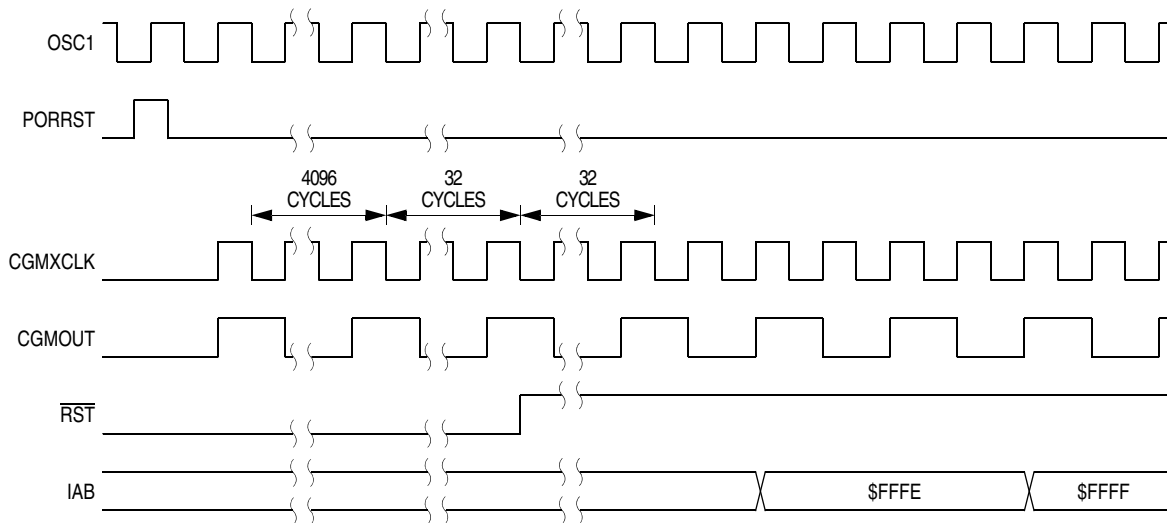 OSC1
PORRST
4096
CYCLES
32
CYCLES
32
CYCLES
CGMXCLK
CGMOUT
RST
IAB
$FFFE
$FFFF